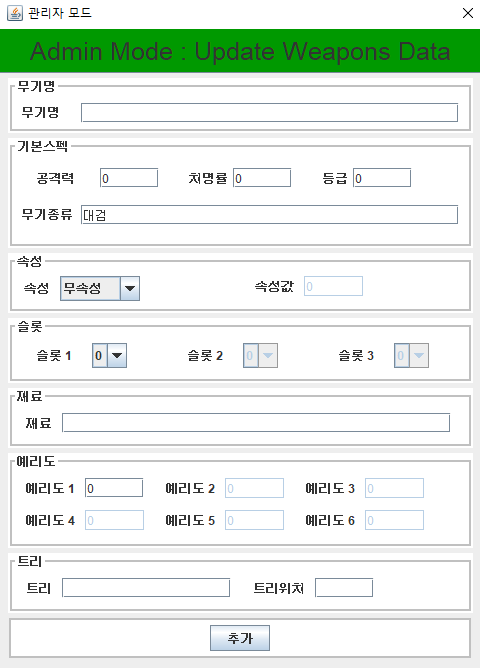 관리자 모드
Admin Mode : Update Weapons Data
무기명
무기명
기본스펙
공격력 0 처명률 0 등급 0
무기종류 대검
속성
속성 무속성 속성값 0
슬롯
슬롯 1 0 슬롯 2 0 슬롯 3 0
재료
재료
예리도
예리도 1 0 예리도 2 0 예리도 3 0
예리도 4 0 예리도 5 0 예리도 6 0
트리
트리 트리위처
추가